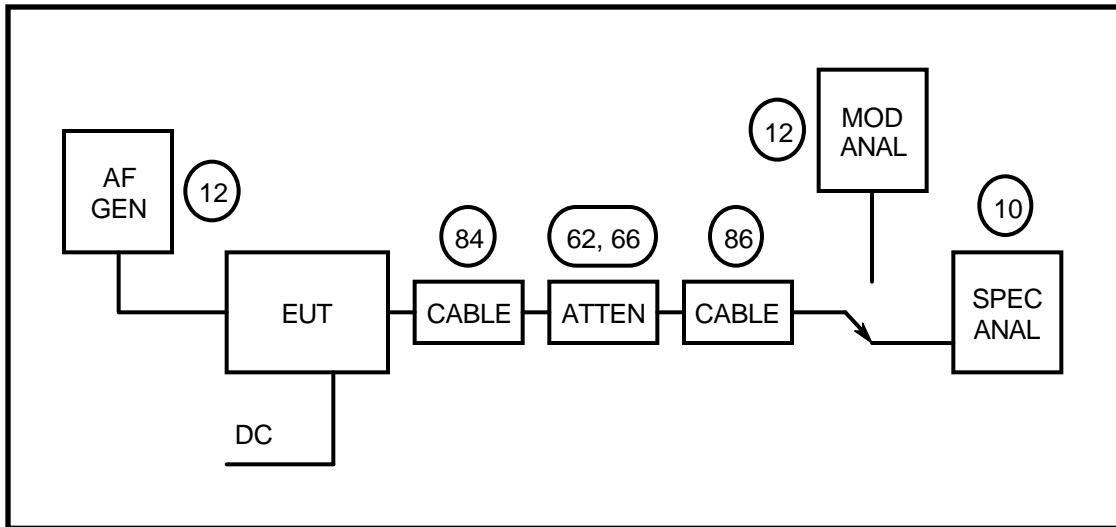 MOD
ANAL
12
AF
GEN
12
10
84
62, 66
86
EUT
CABLE
ATTEN
CABLE
SPEC
ANAL
DC